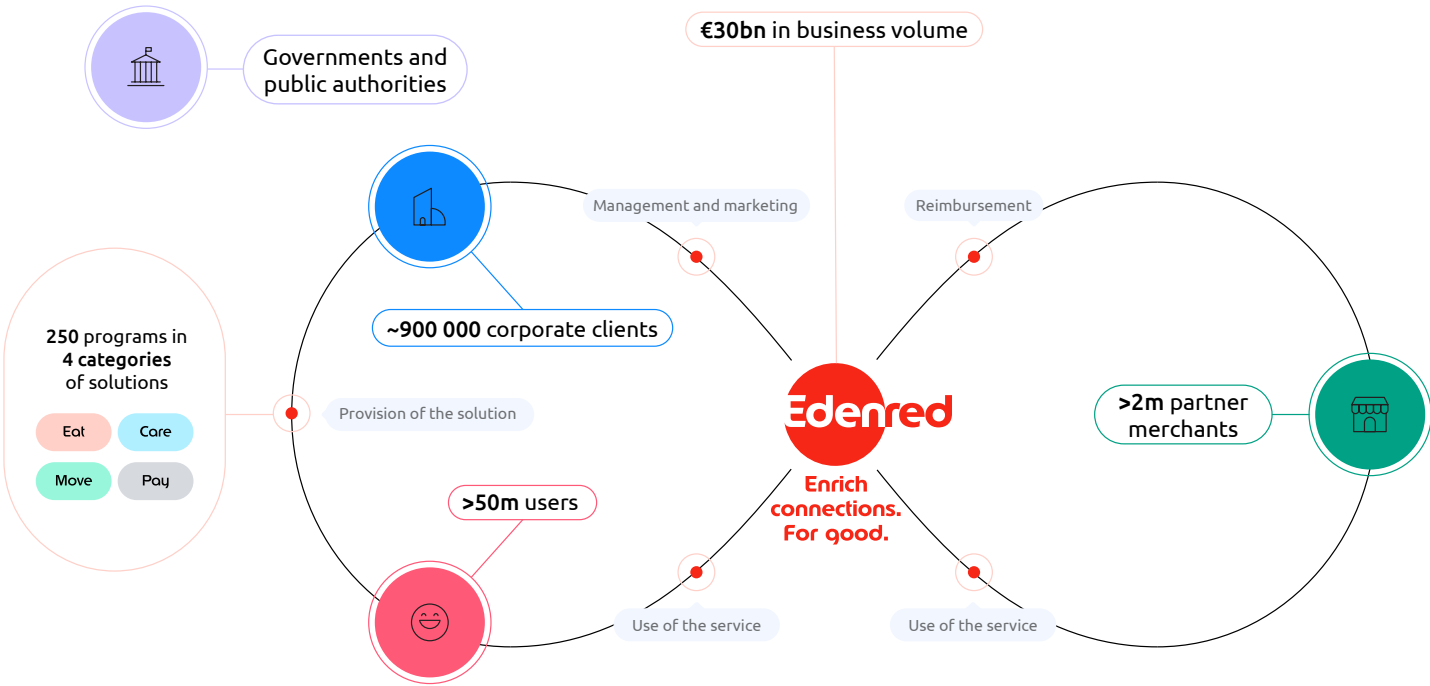 €30bn in business volume
Governments and
public authorities
Management and marketing
Reimbursement
~900 000 corporate clients
250 programs in
4 categories
of solutions
Eat
Care
Move
Pay
Provision of the solution
Edenred
Enrich
connections.
For good.
>2m partner
merchants
>50m users
Use of the service
Use of the service